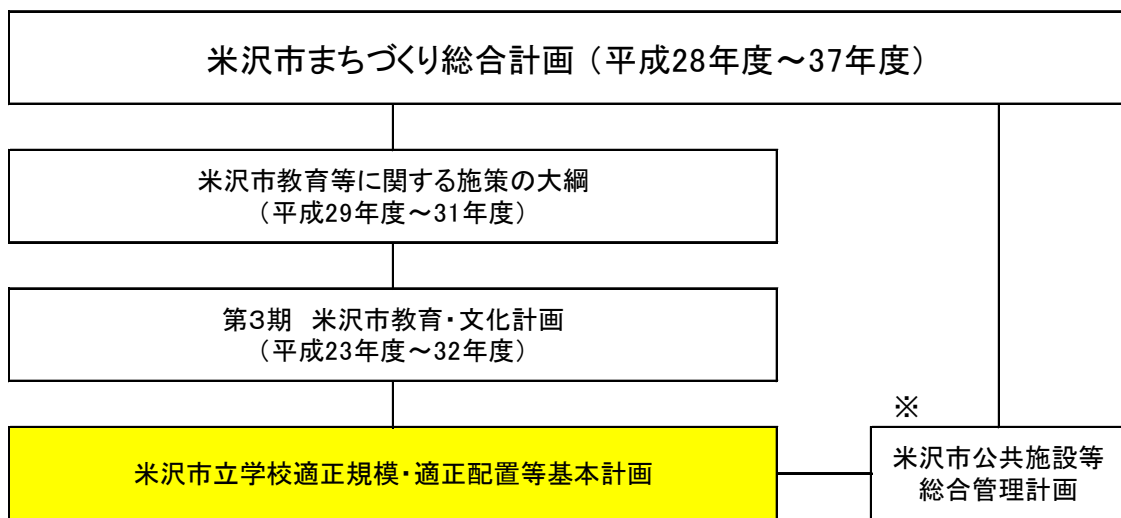 米沢市まちづくり総合計画（平成28年度～37年度）
米沢市教育等に関する施策の大綱
（平成29年度～31年度）
第３期　米沢市教育・文化計画
（平成23年度～32年度）
※
米沢市立学校適正規模・適正配置等基本計画
米沢市公共施設等
総合管理計画